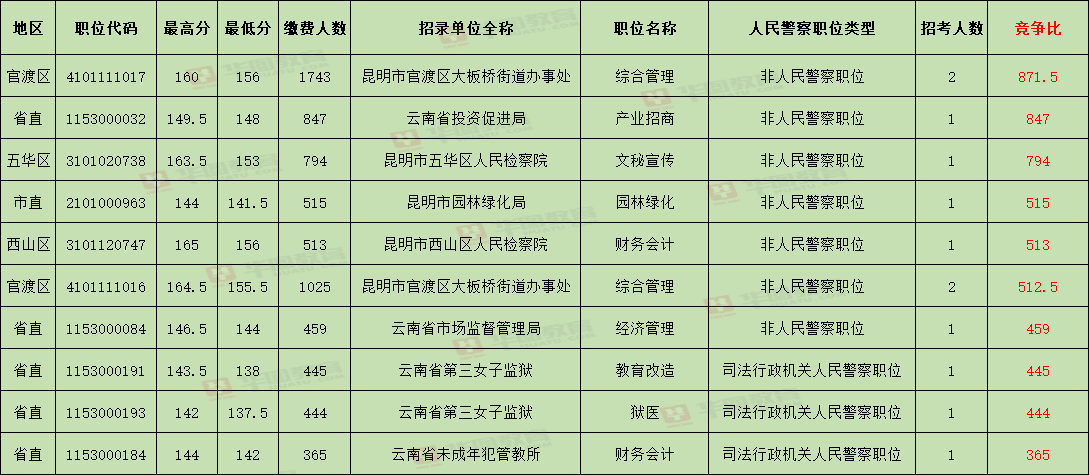 地区 职位代码 最高分 最低分 缴费人数 招录单位全称 职位名称 人民警察职位类型 招考人数 竞争比
官渡区 4101111017 160 156 1743 昆明市官渡区大板桥街道办事处 综合管理 非人民警察职位 2 871.5
省直 1153000032 149.5 148 847 云南省投资促进局 产业招商 非人民警察职位 1 847
五华区 3101020738 163.5 153 794 昆明市五华区人民检察院 文秘宣传 非人民警察职位 1 794
市直 2101000963 144 141.5 515 昆明市园林绿化局 园林绿化 非人民警察职位 1 515
西山区 3101120747 165 156 513 昆明市西山区人民检察院 财务会计 非人民警察职位 1 513
官渡区 4101111016 164.5 155.5 1025 昆明市官渡区大板桥街道办事处 综合管理 非人民警察职位 2 512.5
省直 1153000084 146.5 144 459 云南省市场监督管理局 经济管理 非人民警察职位 1 459
省直 1153000191 143.5 138 445 云南省第三女子监狱 教育改造 司法行政机关人民警察职位 1 445
省直 1153000193 142 137.5 444 云南省第三女子监狱 狱医 司法行政机关人民警察职位 1 444
省直 1153000184 144 142 365 云南省未成年犯管教所 财务会计 司法行政机关人民警察职位 1 365